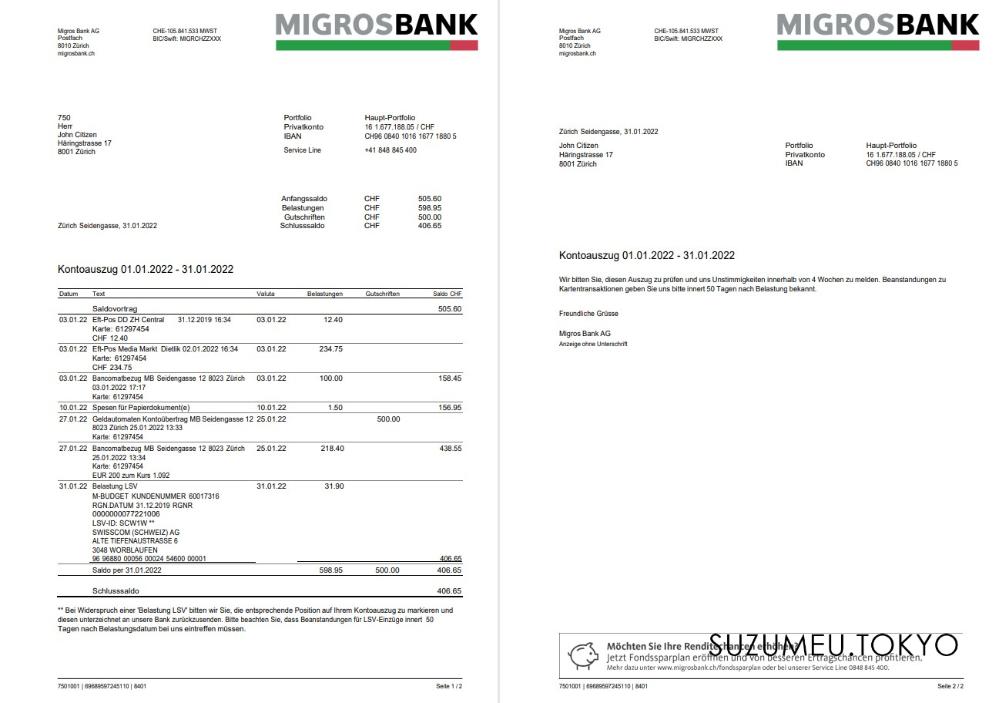 Migros Bank AG CHE-105.841.533 MWST
Postfach BIC/Swift: MIGRCHZZXXX
8010 Zürich
migrosbank.ch
MIGROSBANK
750
Herr
John Citizen
Häringstrasse 17
8001 Zürich
Portfolio Haupt-Portfolio
Privatkonto 16 1.677.188.05 / CHF
IBAN CH96 0840 1016 1677 1880 5
Service Line +41 848 845 400
Anfangssaldo CHF 505.60
Belastungen CHF 598.95
Gutschriften CHF 500.00
Schlusssaldo CHF 406.65
Zürich Seidengasse, 31.01.2022
Kontoauszug 01.01.2022 - 31.01.2022
Datum Text Valuta Belastungen Gutschriften Saldo CHF
Saldovortrag 505.60
03.01.22 Eft-Pos DD ZH Central 31.12.2019 16:34 03.01.22 12.40
Karte: 61297454
CHF 12.40
03.01.22 Eft-Pos Media Markt Dietlik 02.01.2022 16:34 03.01.22 234.75
Karte: 61297454
CHF 234.75
03.01.22 Bancomatbezug MB Seidengasse 12 8023 Zürich 03.01.22 100.00 158.45
03.01.2022 17:17
Karte: 61297454
10.01.22 Spesen für Papierdokument(e) 10.01.22 1.50 156.95
27.01.22 Geldautomaten Kontoübertrag MB Seidengasse 12 25.01.22 500.00
8023 Zürich 25.01.2022 13:33
Karte: 61297454
27.01.22 Bancomatbezug MB Seidengasse 12 8023 Zürich 25.01.22 218.40 438.55
25.01.2022 13:34
Karte: 61297454
EUR 200 zum Kurs 1.092
31.01.22 Belastung LSV 31.01.22 31.90
M-BUDGET KUNDENUMMER 60017316
RGN.DATUM 31.12.2019 RGNR
0000000077221006
LSV-ID: SCW1W **
SWISSCOM (SCHWEIZ) AG
ALTE TIEFENAUSTRASSE 6
3048 WORBLAUFEN
96 96880 00056 00024 54600 00001 406.65
Saldo per 31.01.2022 598.95 500.00 406.65
Schlusssaldo 406.65
** Bei Widerspruch einer 'Belastung LSV' bitten wir Sie, die entsprechende Position auf Ihrem Kontoauszug zu markieren und
diesen unterzeichnet an unsere Bank zurückzusenden. Bitte beachten Sie, dass Beanstandungen für LSV-Einzüge innert 50
Tagen nach Belastungsdatum bei uns eintreffen müssen.
7501001 | 69689597245110 | 8401 Seite 1 / 2
Migros Bank AG CHE-105.841.533 MWST
Postfach BIC/Swift: MIGRCHZZXXX
8010 Zürich
migrosbank.ch
MIGROSBANK
Zürich Seidengasse, 31.01.2022
John Citizen
Häringstrasse 17
8001 Zürich
Portfolio Haupt-Portfolio
Privatkonto 16 1.677.188.05 / CHF
IBAN CH96 0840 1016 1677 1880 5
Kontoauszug 01.01.2022 - 31.01.2022
Wir bitten Sie, diesen Auszug zu prüfen und uns Unstimmigkeiten innerhalb von 4 Wochen zu melden. Beanstandungen zu
Kartentransaktionen geben Sie uns bitte innert 50 Tagen nach Belastung bekannt.
Freundliche Grüsse
Migros Bank AG
Anzeige ohne Unterschrift
Möchten Sie Ihre Renditechancen erhöhen?
SUZUMEU.TOKYO
Jetzt Fondssparplan eröffnen und von besseren Ertragschancen profitieren.
Mehr dazu unter www.migrosbank.ch/fondssparplan oder bei unserer Service Line 0848 845 400.
7501001 | 69689597245110 | 8401 Seite 2 / 2